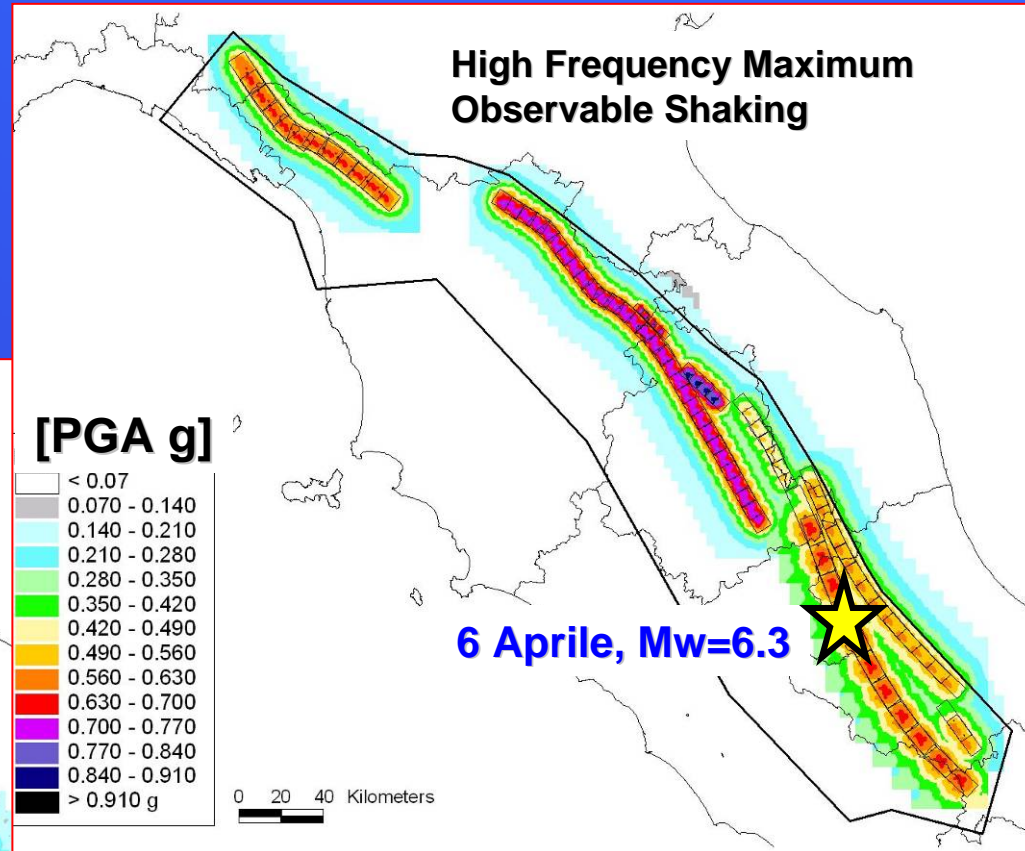 High Frequency Maximum
Observable Shaking
[PGA g]
< 0.07
0.070 - 0.140
0.140 - 0.210
0.210 - 0.280
0.280 - 0.350
0.350 - 0.420
0.420 - 0.490
0.490 - 0.560
0.560 - 0.630
0.630 - 0.700
0.700 - 0.770
0.770 - 0.840
0.840 - 0.910
> 0.910 g
6 Aprile, Mw=6.3
0 20 40 Kilometers